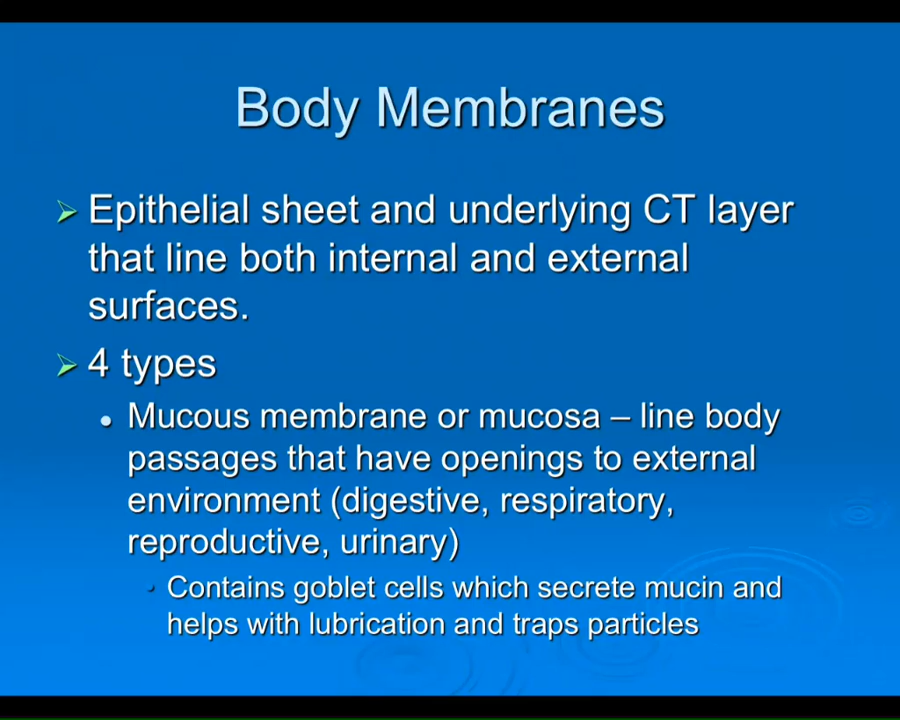 Body Membranes
Epithelial sheet and underlying CT layer
that line both internal and external
surfaces.
4 types
Mucous membrane or mucosa – line body
passages that have openings to external
environment (digestive, respiratory,
reproductive, urinary)
Contains goblet cells which secrete mucin and
helps with lubrication and traps particles